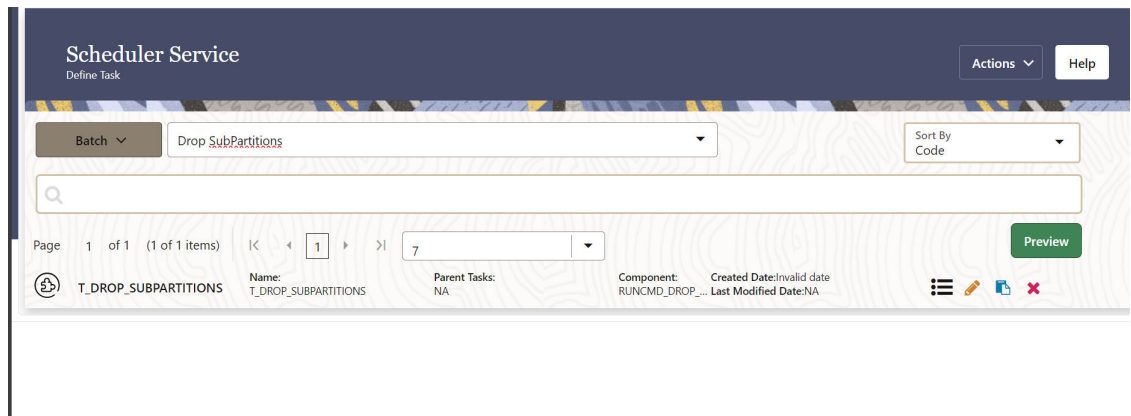 Scheduler Service
Define Task
Actions
Help
Batch
Drop SubPartitions
Sort By
Code
Page 1 of 1 (1 of 1 items) 1 7
Preview
T_DROP_SUBPARTITIONS
Name:
T_DROP_SUBPARTITIONS
Parent Tasks:
NA
Component:
RUNCMD_DROP_...
Created Date:Invalid date
Last Modified Date:NA